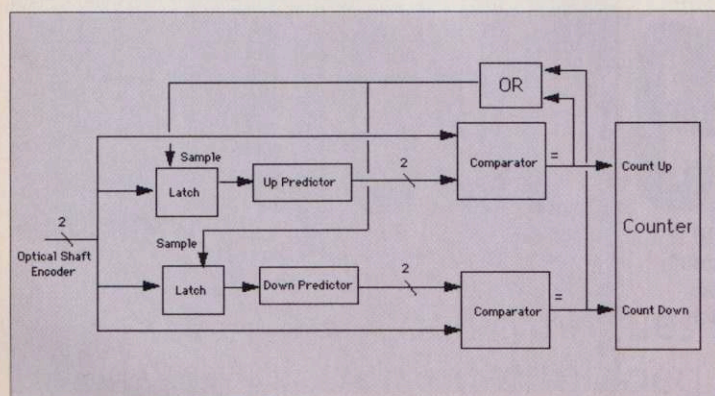 OR
Sample
2
Comparator
=
Count Up
Latch
Up Predictor
Counter
2
Optical Shaft
Encoder
Sample
2
Latch
Down Predictor
Comparator
=
Count Down